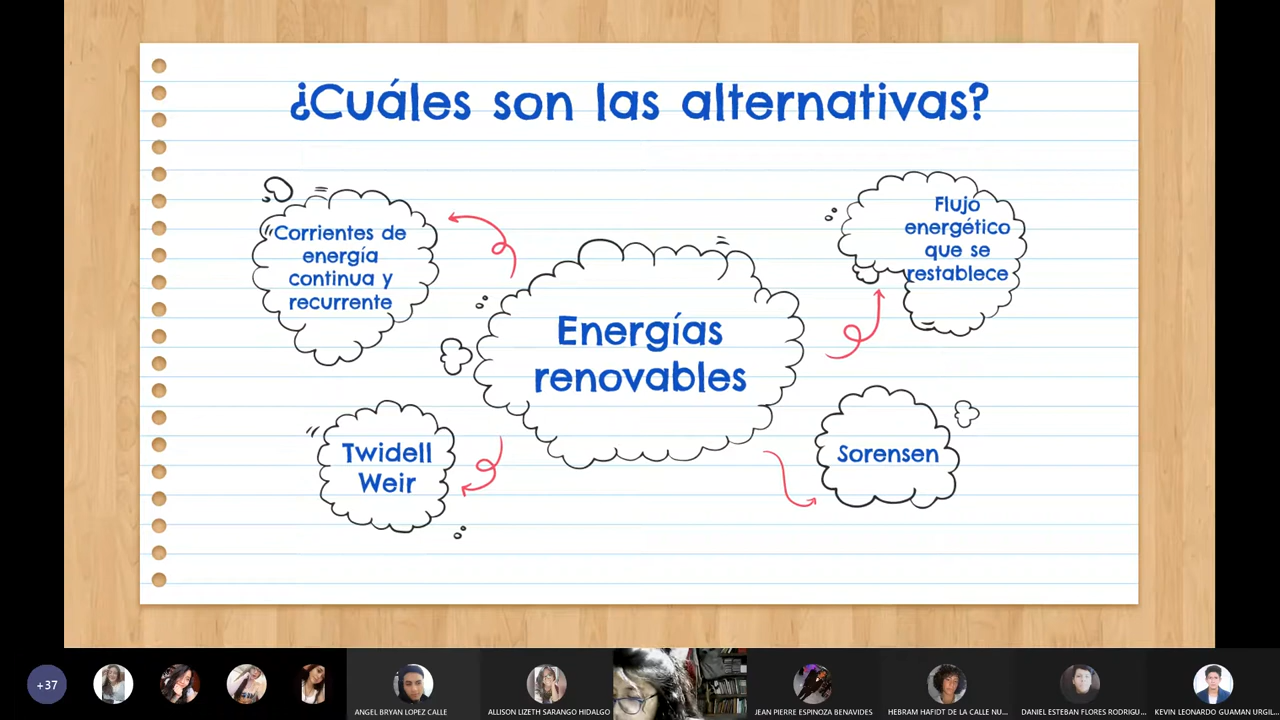 ¿Cuáles son las alternativas?
Corrientes de
energía
continua y
recurrente
Flujo
energético
que se
restablece
Energías
renovables
Twidell
Weir
Sorensen
+37
ANGEL BRYAN LOPEZ CALLE
ALLISON LIZETH SARANGO HIDALGO
JEAN PIERRE ESPINOZA BENAVIDES
HEBRAM HAFIDT DE LA CALLE NU...
DANIEL ESTEBAN FLORES RODRIGU...
KEVIN LEONARDO GUAMAN URGIL...